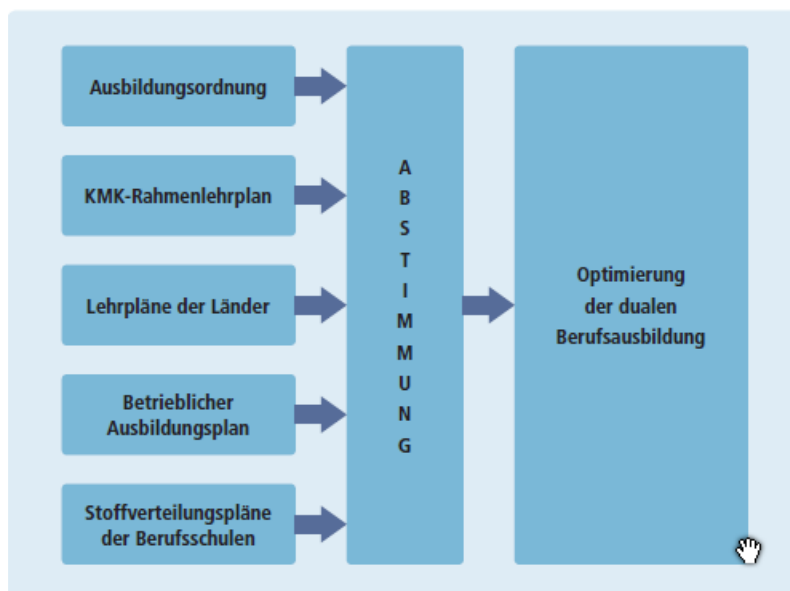 Ausbildungsordnung
KMK-Rahmenlehrplan
Lehrpläne der Länder
Betrieblicher
Ausbildungsplan
Stoffverteilungspläne
der Berufsschulen
A
B
S
T
I
M
M
U
N
G
Optimierung
der dualen
Berufsausbildung